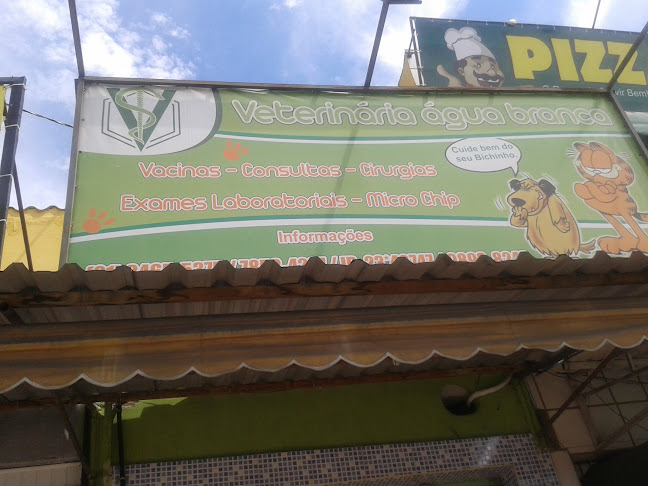 PIZZ
Veterinária água branca
Cuide bem do
seu Bichinho.
Vacinas - Consultas - Cirurgias
Exames Laboratoriais - Micro Chip
Informações